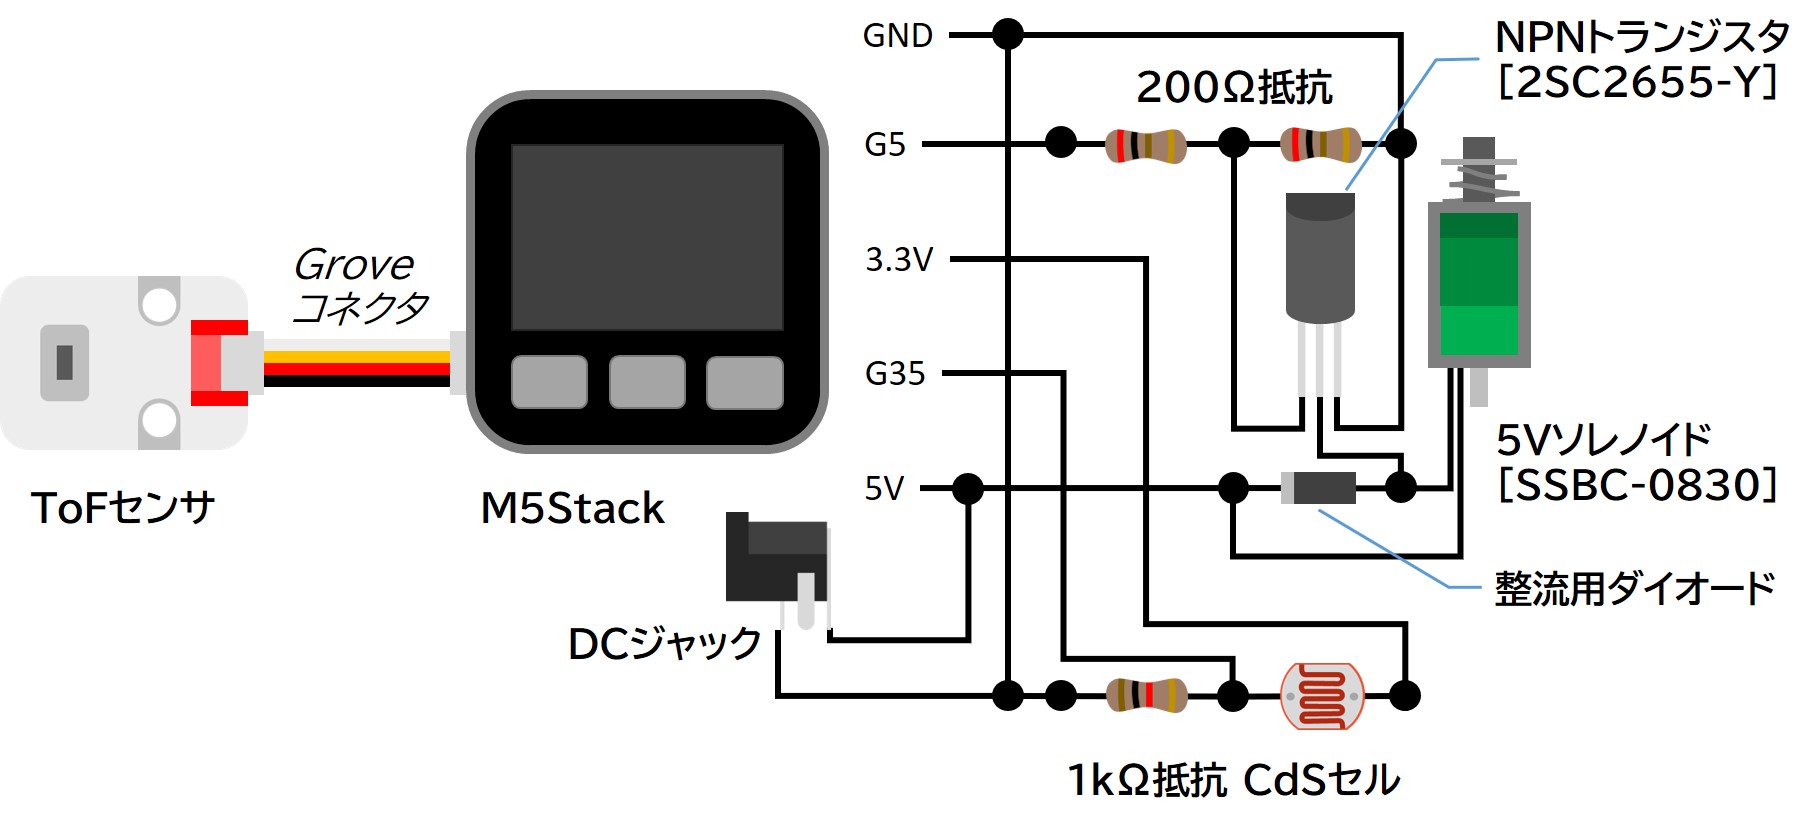 GND
NPNトランジスタ
[2SC2655-Y]
200Ω抵抗
G5
3.3V
Grove
コネクタ
G35
5Vソレノイド
[SSBC-0830]
5V
ToFセンサ
M5Stack
整流用ダイオード
DCジャック
1kΩ抵抗 CdSセル